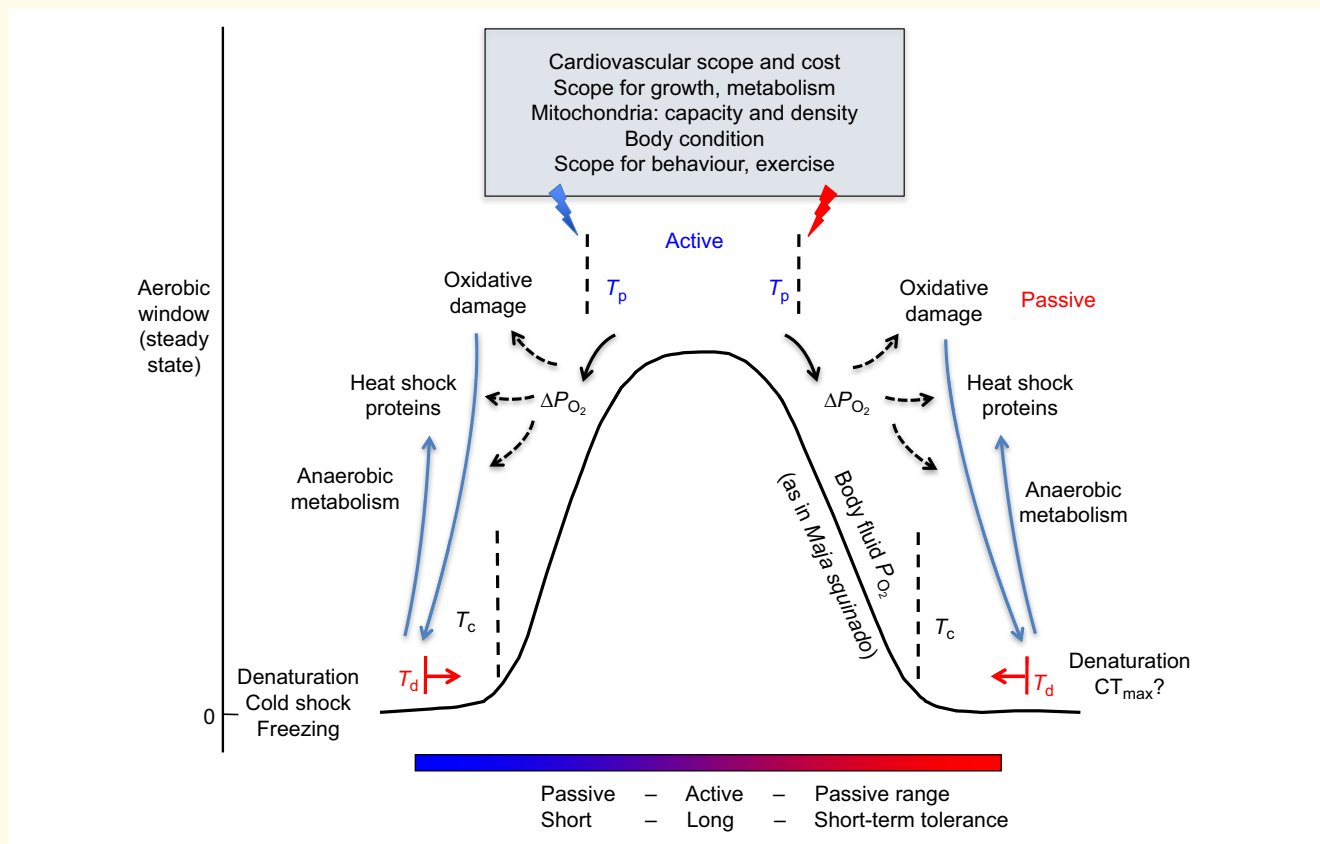 Cardiovascular scope and cost
Scope for growth, metabolism
Mitochondria: capacity and density
Body condition
Scope for behaviour, exercise
Active
Aerobic
window
(steady
state)
Oxidative
damage
Tp
Tp
Oxidative
damage
Passive
Heat shock
proteins
ΔPO2
ΔPO2
Heat shock
proteins
Anaerobic
metabolism
Body fluid PO2
(as in Maja squinado)
Anaerobic
metabolism
Tc
Tc
Denaturation
Cold shock
Freezing
Td
Td
Denaturation
CTmax?
0
Passive – Active – Passive range
Short – Long – Short-term tolerance